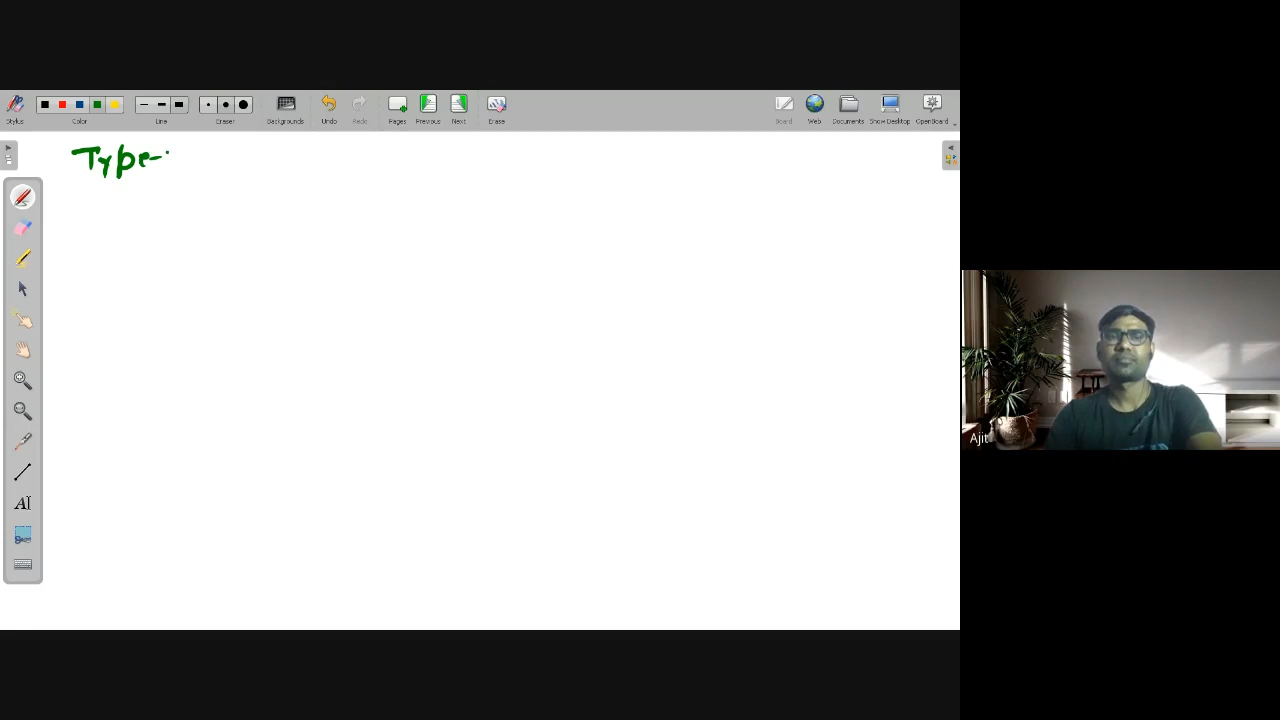 Stylus Color Line Eraser Backgrounds Undo Redo Pages Previous Next Erase Board Web Documents Show Desktop OpenBoard
Type-
AI
Ajit